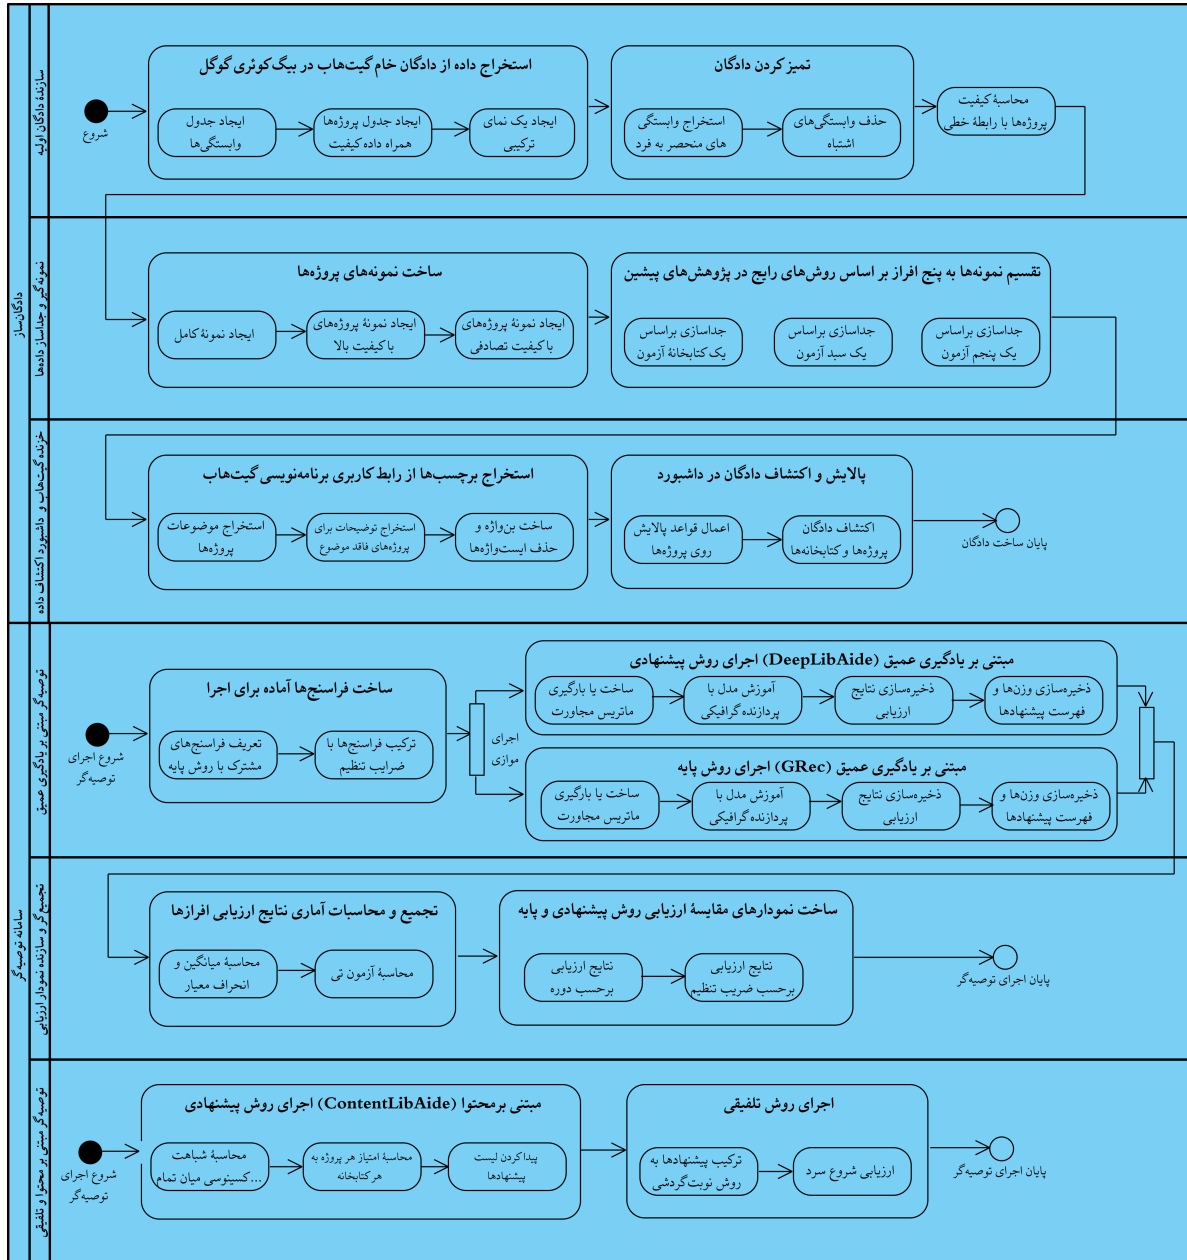 دادگان‌ساز
سازندهٔ دادگان اولیه
شروع
استخراج داده از دادگان خام گیت‌هاب در بیگ‌کوئری گوگل
ایجاد جدول
وابستگی‌ها
ایجاد جدول پروژه‌ها
همراه داده کیفیت
ایجاد یک نمای
ترکیبی
تمیز کردن دادگان
استخراج وابستگی
های منحصر به فرد
حذف وابستگی‌های
اشتباه
محاسبهٔ کیفیت
پروژه‌ها با رابطهٔ خطی
نمونه‌گیر و جداساز داده‌ها
ساخت نمونه‌های پروژه‌ها
ایجاد نمونهٔ کامل
ایجاد نمونهٔ پروژه‌های
با کیفیت بالا
ایجاد نمونهٔ پروژه‌های
با کیفیت تصادفی
تقسیم نمونه‌ها به پنج افراز بر اساس روش‌های رایج در پژوهش‌های پیشین
جداسازی براساس
یک کتابخانهٔ آزمون
جداسازی براساس
یک سبد آزمون
جداسازی براساس
یک پنجم آزمون
خزنده گیت‌هاب و داشبورد اکتشاف داده
استخراج برچسب‌ها از رابط کاربری برنامه‌نویسی گیت‌هاب
استخراج موضوعات
پروژه‌ها
استخراج توضیحات برای
پروژه‌های فاقد موضوع
ساخت بن‌واژه و
حذف ایست‌واژه‌ها
پالایش و اکتشاف دادگان در داشبورد
اعمال قواعد پالایش
روی پروژه‌ها
اکتشاف دادگان
پروژه‌ها و کتابخانه‌ها
پایان ساخت دادگان
سامانه توصیه‌گر
توصیه‌گر مبتنی بر یادگیری عمیق
شروع اجرای
توصیه‌گر
ساخت فراسنج‌ها آماده برای اجرا
تعریف فراسنج‌های
مشترک با روش پایه
ترکیب فراسنج‌ها با
ضرایب تنظیم
اجرای
موازی
مبتنی بر یادگیری عمیق (DeepLibAide) اجرای روش پیشنهادی
ساخت یا بارگیری
ماتریس مجاورت
آموزش مدل با
پردازنده گرافیکی
ذخیره‌سازی نتایج
ارزیابی
ذخیره‌سازی وزن‌ها و
فهرست پیشنهادها
مبتنی بر یادگیری عمیق (GRec) اجرای روش پایه
ساخت یا بارگیری
ماتریس مجاورت
آموزش مدل با
پردازنده گرافیکی
ذخیره‌سازی نتایج
ارزیابی
ذخیره‌سازی وزن‌ها و
فهرست پیشنهادها
تجمیع‌گر و سازنده نمودار ارزیابی
تجمیع و محاسبات آماری نتایج ارزیابی افرازها
محاسبهٔ میانگین و
انحراف معیار
محاسبهٔ آزمون تی
ساخت نمودارهای مقایسهٔ ارزیابی روش پیشنهادی و پایه
نتایج ارزیابی
برحسب دوره
نتایج ارزیابی
برحسب ضریب تنظیم
پایان اجرای توصیه‌گر
توصیه‌گر مبتنی بر محتوا و تلفیقی
شروع اجرای
توصیه‌گر
مبتنی برمحتوا (ContentLibAide) اجرای روش پیشنهادی
محاسبهٔ شباهت
کسینوسی میان تمام...
محاسبهٔ امتیاز هر پروژه به
هر کتابخانه
پیدا کردن لیست
پیشنهادها
اجرای روش تلفیقی
ترکیب پیشنهادها به
روش نوبت‌گردشی
ارزیابی شروع سرد
پایان اجرای توصیه‌گر